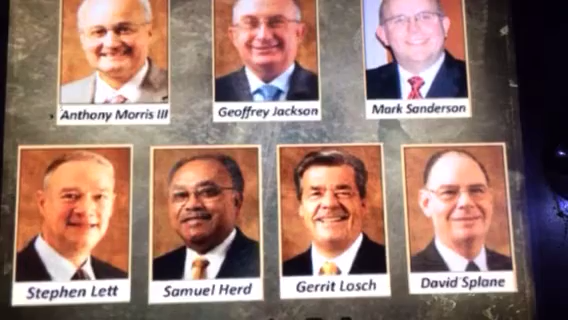 Anthony Morris III
Geoffrey Jackson
Mark Sanderson
Stephen Lett
Samuel Herd
Gerrit Losch
David Splane